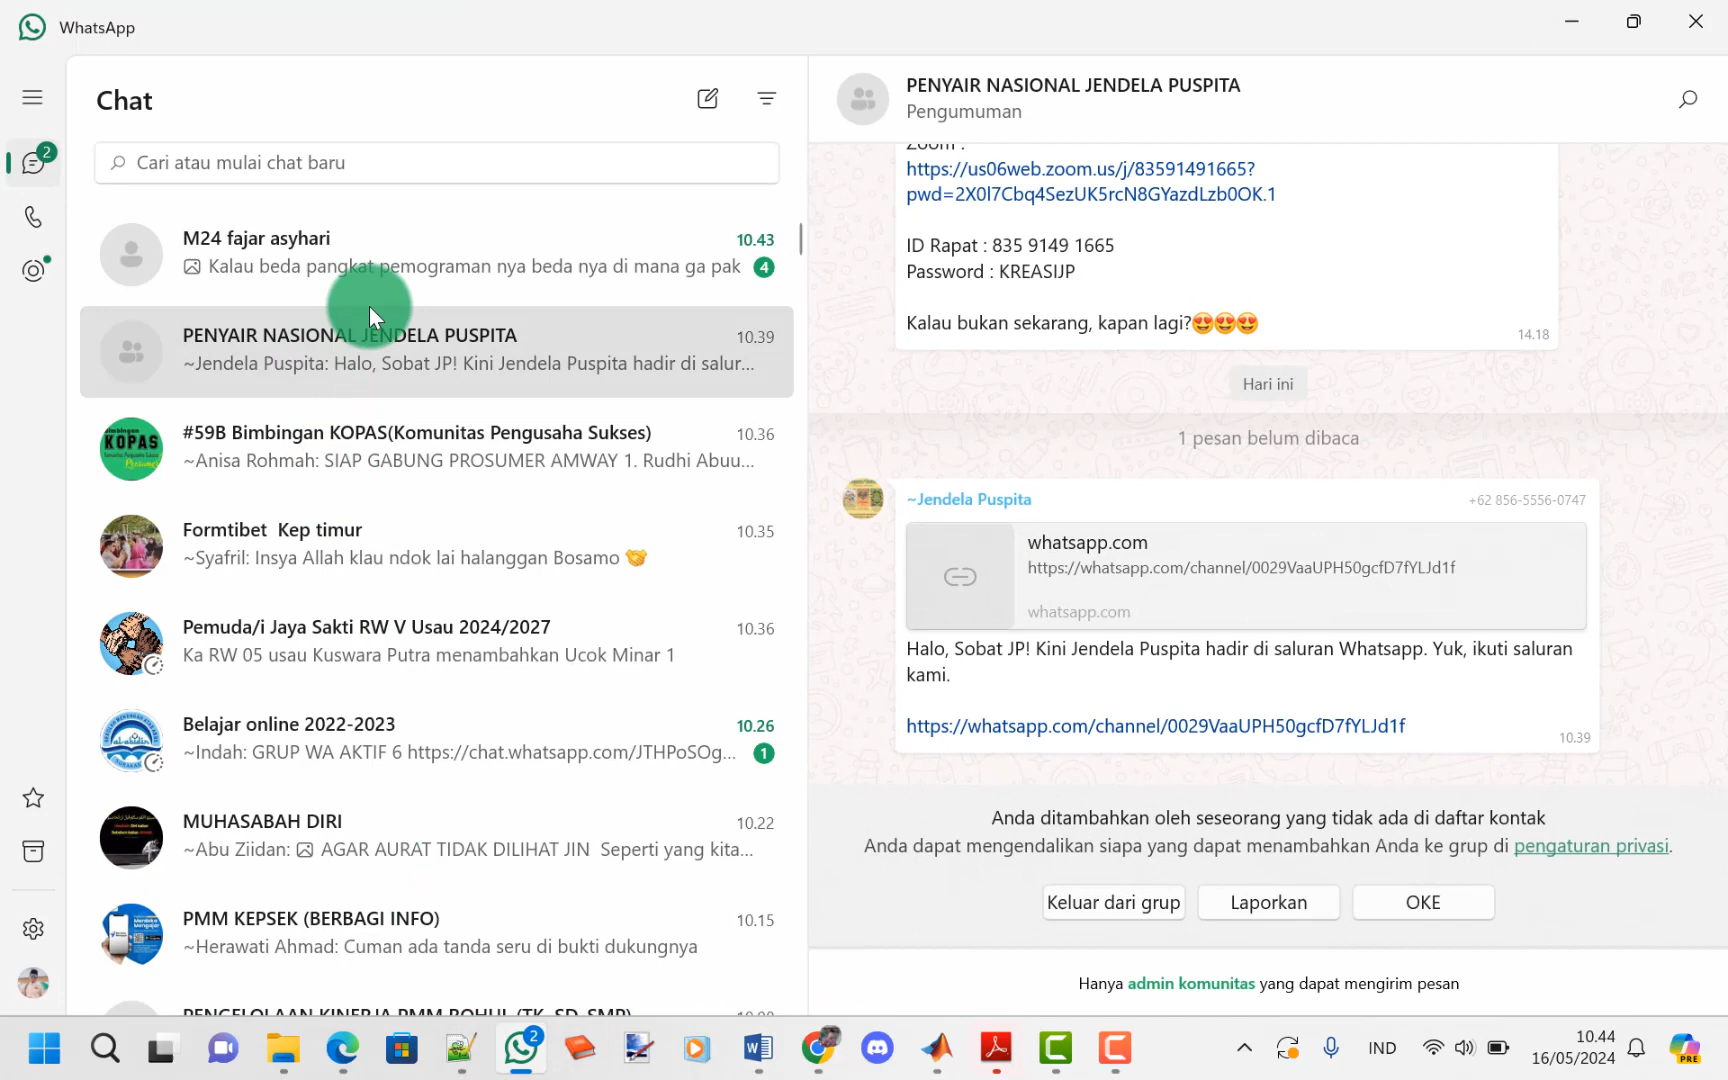 WhatsApp
Chat
2
Cari atau mulai chat baru
M24 fajar asyhari
10.43
Kalau beda pangkat pemograman nya beda nya di mana ga pak
4
PENYAIR NASIONAL JENDELA PUSPITA
10.39
~Jendela Puspita: Halo, Sobat JP! Kini Jendela Puspita hadir di salur...
#59B Bimbingan KOPAS(Komunitas Pengusaha Sukses)
10.36
~Anisa Rohmah: SIAP GABUNG PROSUMER AMWAY 1. Rudhi Abuu...
KOPAS
Formtibet Kep timur
10.35
~Syafril: Insya Allah klau ndok lai halanggan Bosamo 🤝
Pemuda/i Jaya Sakti RW V Usau 2024/2027
10.36
Ka RW 05 usau Kuswara Putra menambahkan Ucok Minar 1
Belajar online 2022-2023
10.26
~Indah: GRUP WA AKTIF 6 https://chat.whatsapp.com/JTHPoSOg...
1
MUHASABAH DIRI
10.22
~Abu Ziidan: AGAR AURAT TIDAK DILIHAT JIN Seperti yang kita...
PMM KEPSEK (BERBAGI INFO)
10.15
~Herawati Ahmad: Cuman ada tanda seru di bukti dukungnya
PENGELOLAAN KINERJA PMM ROHUL (TK, SD, SMP)
PENYAIR NASIONAL JENDELA PUSPITA
Pengumuman
Zoom :
https://us06web.zoom.us/j/83591491665?
pwd=2X0l7Cbq4SezUK5rcN8GYazdLzb0OK.1
ID Rapat : 835 9149 1665
Password : KREASIJP
Kalau bukan sekarang, kapan lagi?😍😍😍
14.18
Hari ini
1 pesan belum dibaca
~Jendela Puspita
+62 856-5556-0747
whatsapp.com
https://whatsapp.com/channel/0029VaaUPH50gcfD7fYLJd1f
whatsapp.com
Halo, Sobat JP! Kini Jendela Puspita hadir di saluran Whatsapp. Yuk, ikuti saluran
kami.
https://whatsapp.com/channel/0029VaaUPH50gcfD7fYLJd1f
10.39
Anda ditambahkan oleh seseorang yang tidak ada di daftar kontak
Anda dapat mengendalikan siapa yang dapat menambahkan Anda ke grup di pengaturan privasi.
Keluar dari grup
Laporkan
OKE
Hanya admin komunitas yang dapat mengirim pesan
2
IND
10.44
16/05/2024
PRE